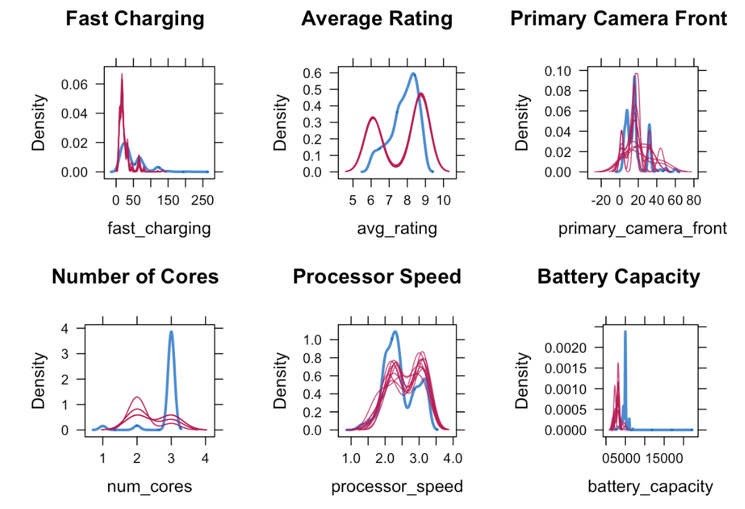 Fast Charging Average Rating Primary Camera Front
Density
0.00 0.02 0.04 0.06
0 50 150 250
fast_charging
Density
0.0 0.1 0.2 0.3 0.4 0.5 0.6
5 6 7 8 9 10
avg_rating
Density
0.00 0.02 0.04 0.06 0.08 0.10
-20 0 20 40 60 80
primary_camera_front
Number of Cores Processor Speed Battery Capacity
Density
0 1 2 3 4
1 2 3 4
num_cores
Density
0.0 0.2 0.4 0.6 0.8 1.0
1.0 2.0 3.0 4.0
processor_speed
Density
0.0000 0.0005 0.0010 0.0015 0.0020
05000 15000
battery_capacity